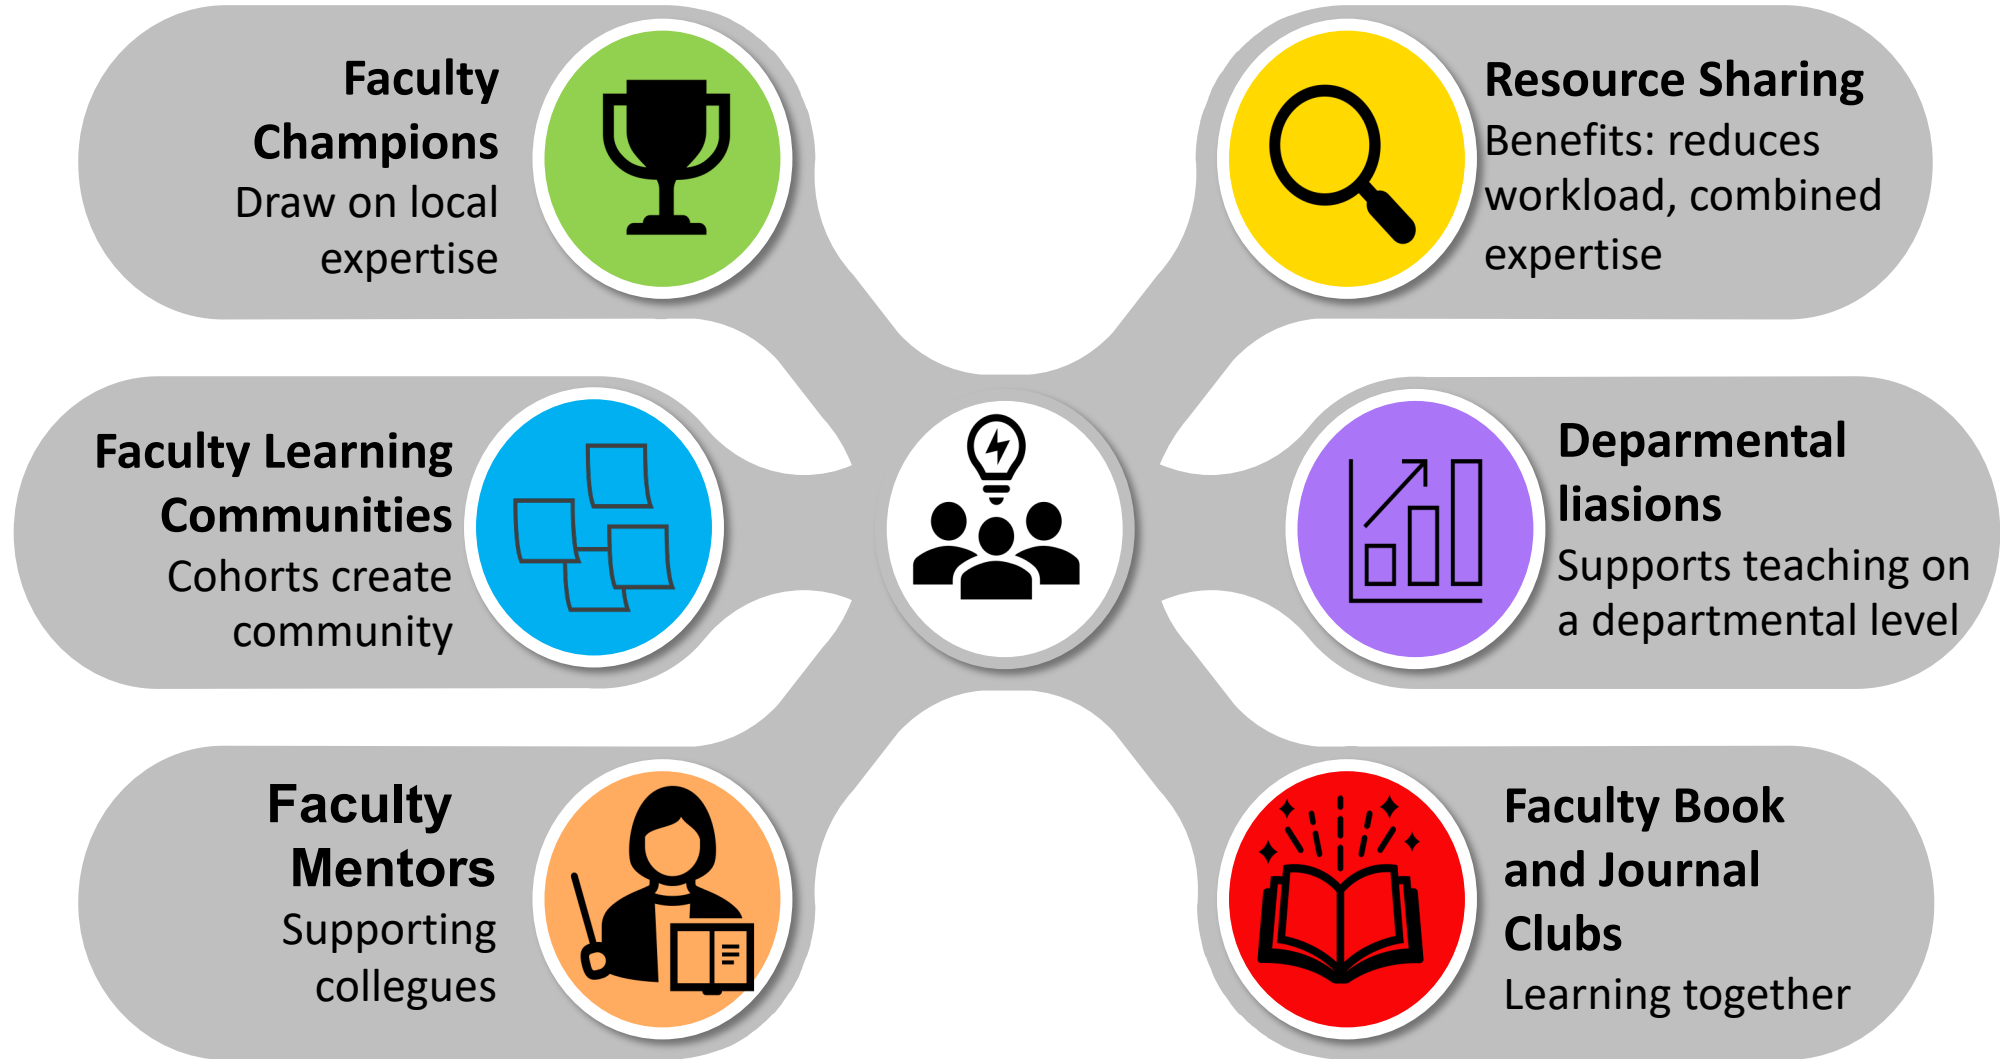 Faculty
Champions
Draw on local
expertise
Resource Sharing
Benefits: reduces
workload, combined
expertise
Faculty Learning
Communities
Cohorts create
community
Deparmental
liasions
Supports teaching on
a departmental level
Faculty
Mentors
Supporting
collegues
Faculty Book
and Journal
Clubs
Learning together